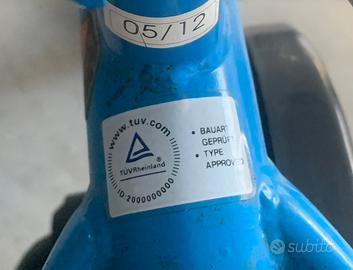 05/12
www.tuv.com
TÜVRheinland®
ID:2000000000
• BAUART
GEPRÜFT
• TYPE
APPROVED
subito